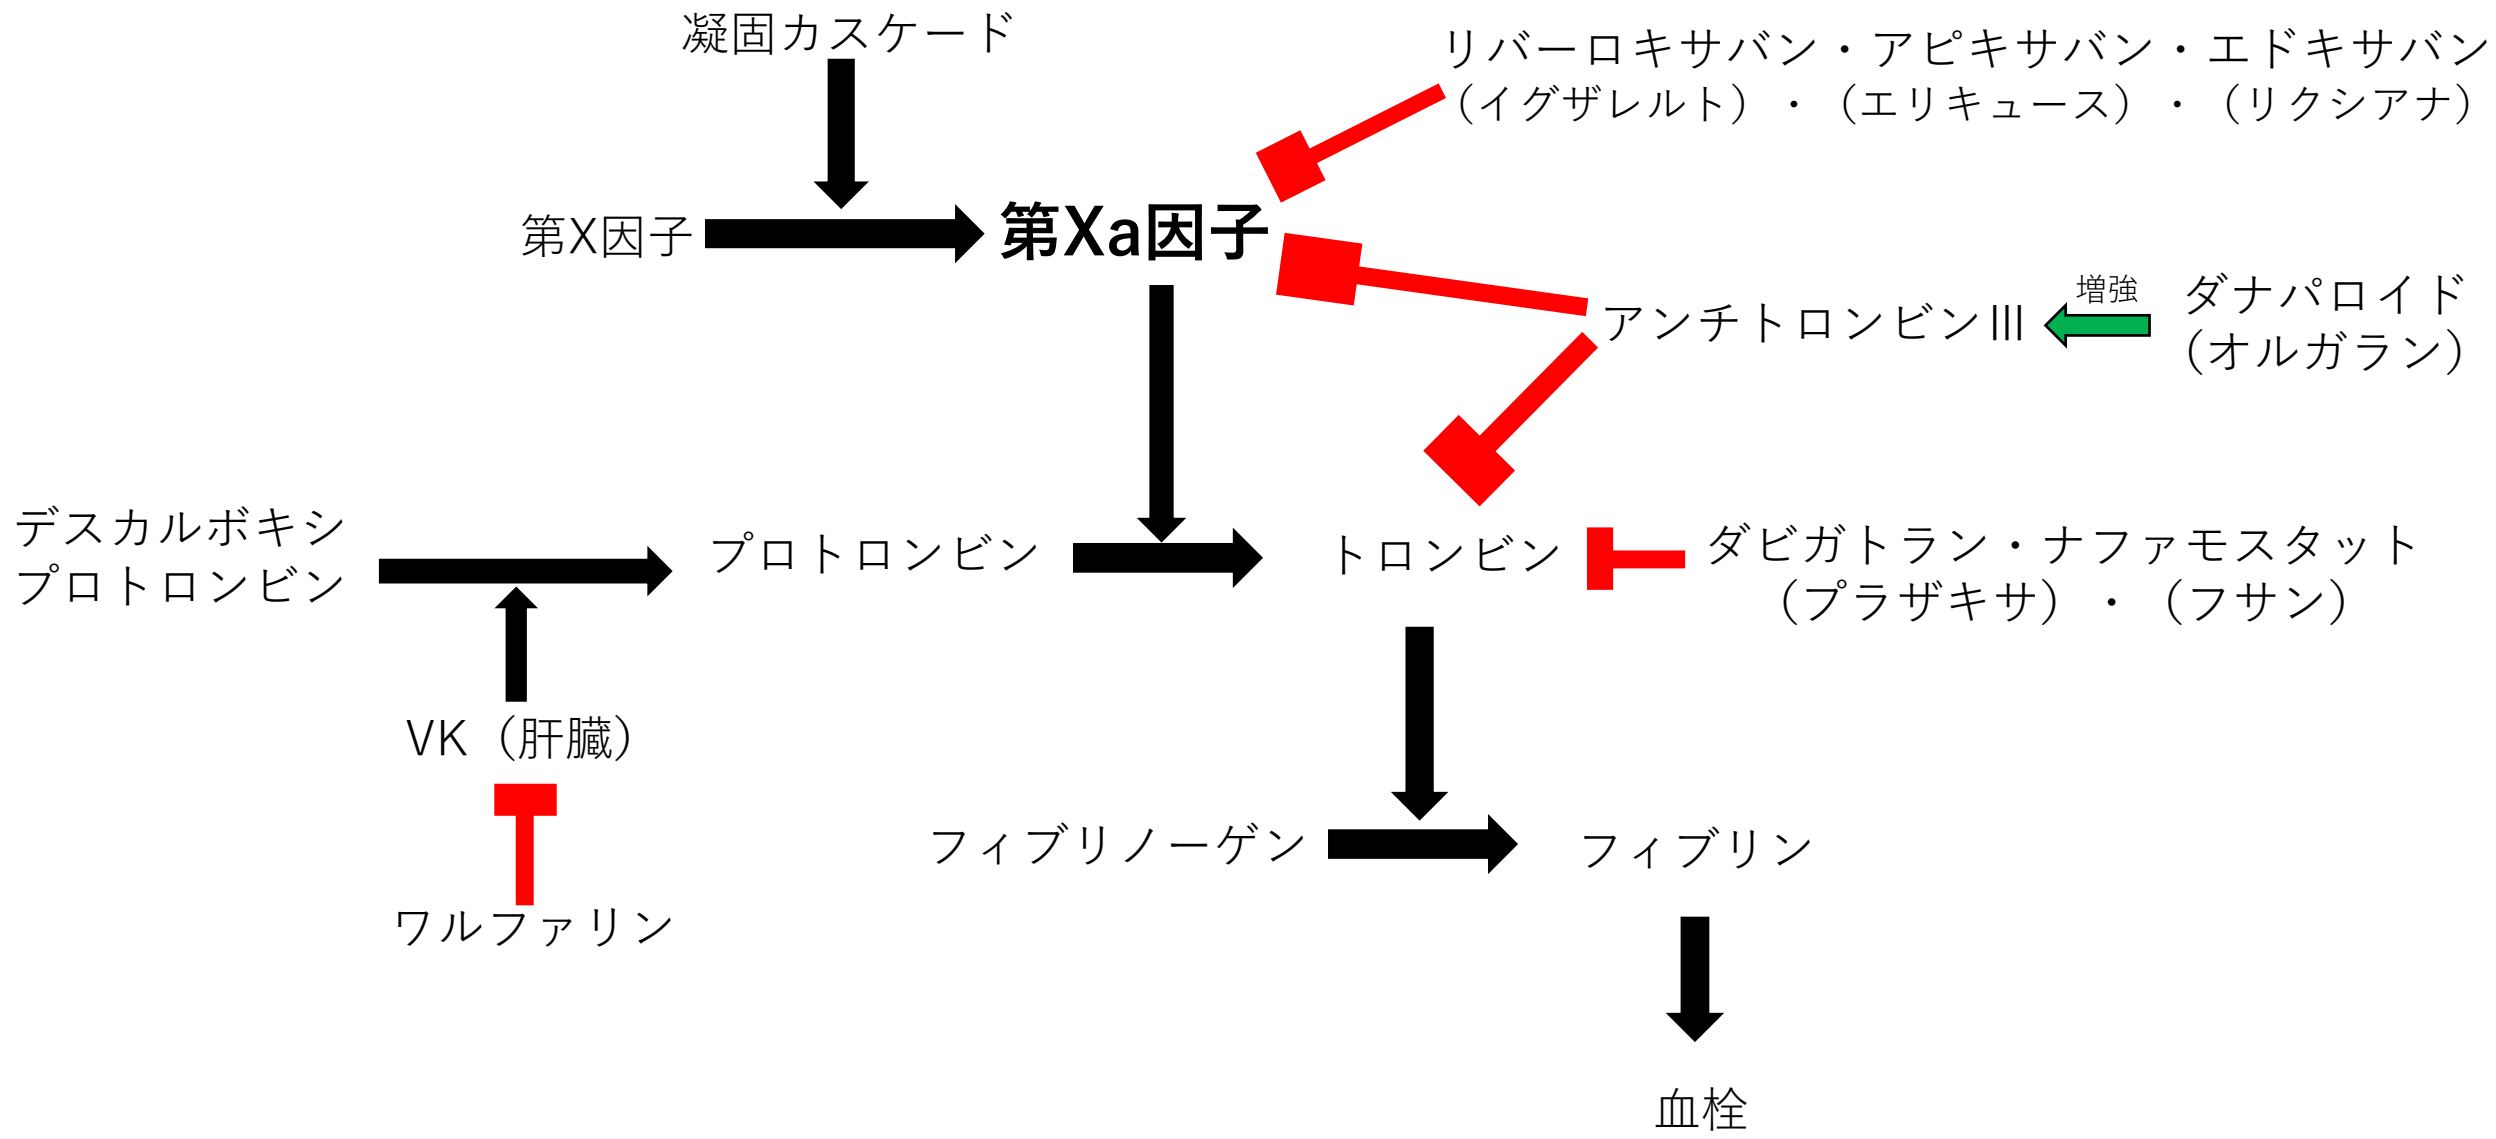 凝固カスケード
リバーロキサバン・アピキサバン・エドキサバン
（イグザレルト）・（エリキュース）・（リクシアナ）
第X因子
第Xa因子
増強
ダナパロイド
（オルガラン）
アンチトロンビンIII
デスカルボキシ
プロトロンビン
プロトロンビン
トロンビン
ダビガトラン・ナファモスタット
（プラザキサ）・（フサン）
VK（肝臓）
フィブリノーゲン
フィブリン
ワルファリン
血栓